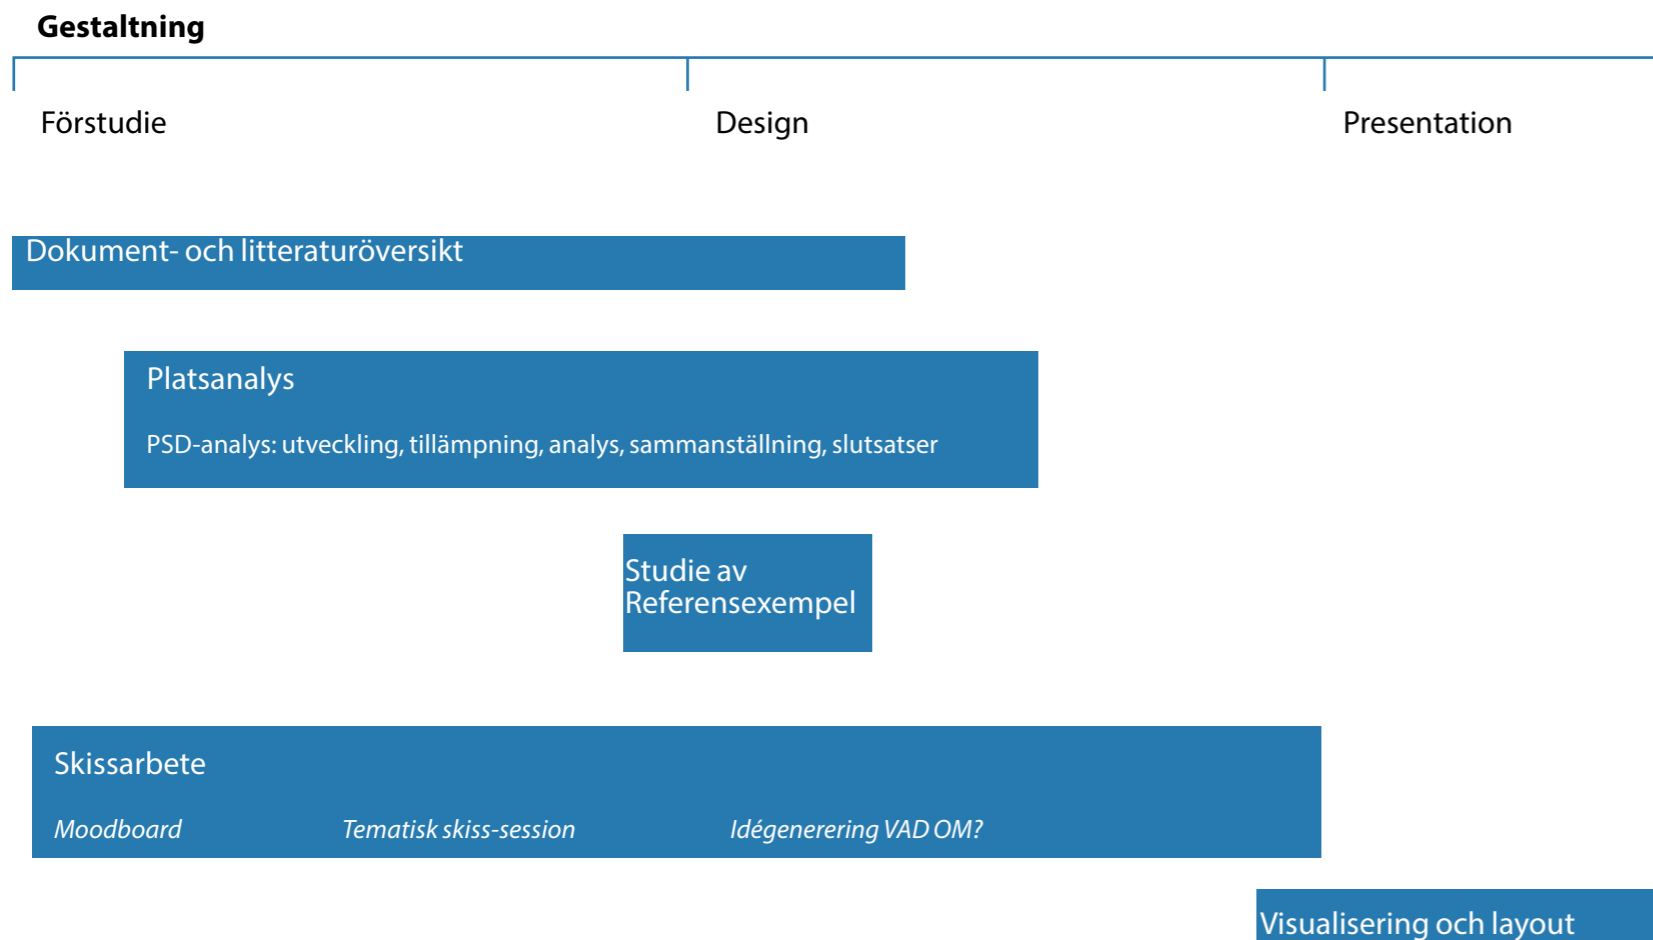 Gestaltning
Förstudie
Design
Presentation
Dokument- och litteraturöversikt
Platsanalys
PSD-analys: utveckling, tillämpning, analys, sammanställning, slutsatser
Studie av
Referensexempel
Skissarbete
Moodboard
Tematisk skiss-session
Idégenerering VAD OM?
Visualisering och layout